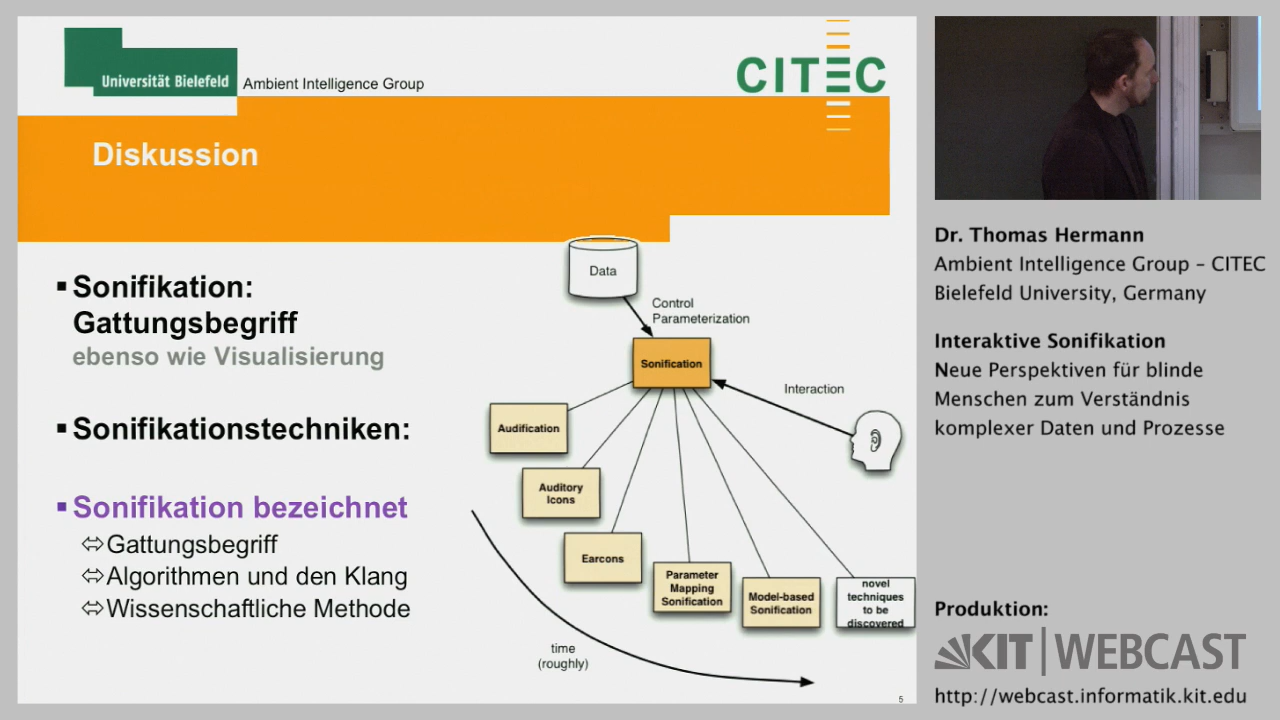 Universität Bielefeld
Ambient Intelligence Group
CITEC
Diskussion
▪ Sonifikation:
Gattungsbegriff
ebenso wie Visualisierung
▪ Sonifikationstechniken:
▪ Sonifikation bezeichnet
⇔ Gattungsbegriff
⇔ Algorithmen und den Klang
⇔ Wissenschaftliche Methode
Data
Control
Parameterization
Sonification
Interaction
Audification
Auditory
Icons
Earcons
Parameter
Mapping
Sonification
Model-based
Sonification
novel
techniques
to be
discovered
time
(roughly)
5
Dr. Thomas Hermann
Ambient Intelligence Group – CITEC
Bielefeld University, Germany
Interaktive Sonifikation
Neue Perspektiven für blinde
Menschen zum Verständnis
komplexer Daten und Prozesse
Produktion:
KIT | WEBCAST
http://webcast.informatik.kit.edu